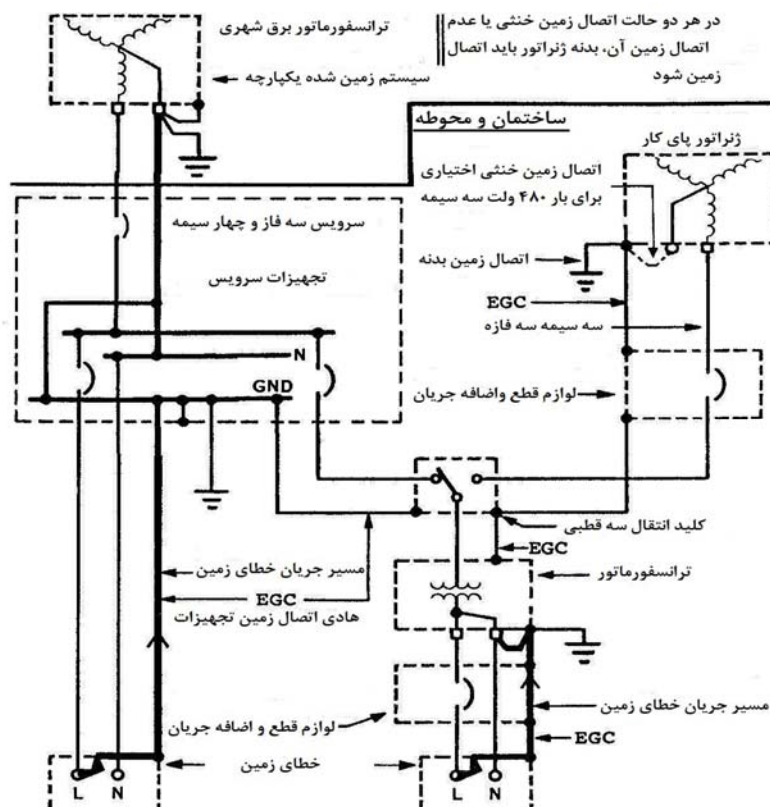 ترانسفورماتور برق شهری
سیستم زمین شده یکپارچه
در هر دو حالت اتصال زمین خنثی یا عدم
اتصال زمین آن، بدنه ژنراتور باید اتصال
زمین شود
ساختمان و محوطه
ژنراتور پای کار
اتصال زمین خنثی اختیاری
برای بار ۴۸۰ ولت سه سیمه
سرویس سه فاز و چهار سیمه
تجهیزات سرویس
اتصال زمین بدنه
EGC
سه سیمه سه فازه
N
GND
لوازم قطع واضافه جریان
کلید انتقال سه قطبی
EGC
ترانسفورماتور
مسیر جریان خطای زمین
EGC
هادی اتصال زمین تجهیزات
مسیر جریان خطای زمین
لوازم قطع و اضافه جریان
EGC
خطای زمین
L N
L N